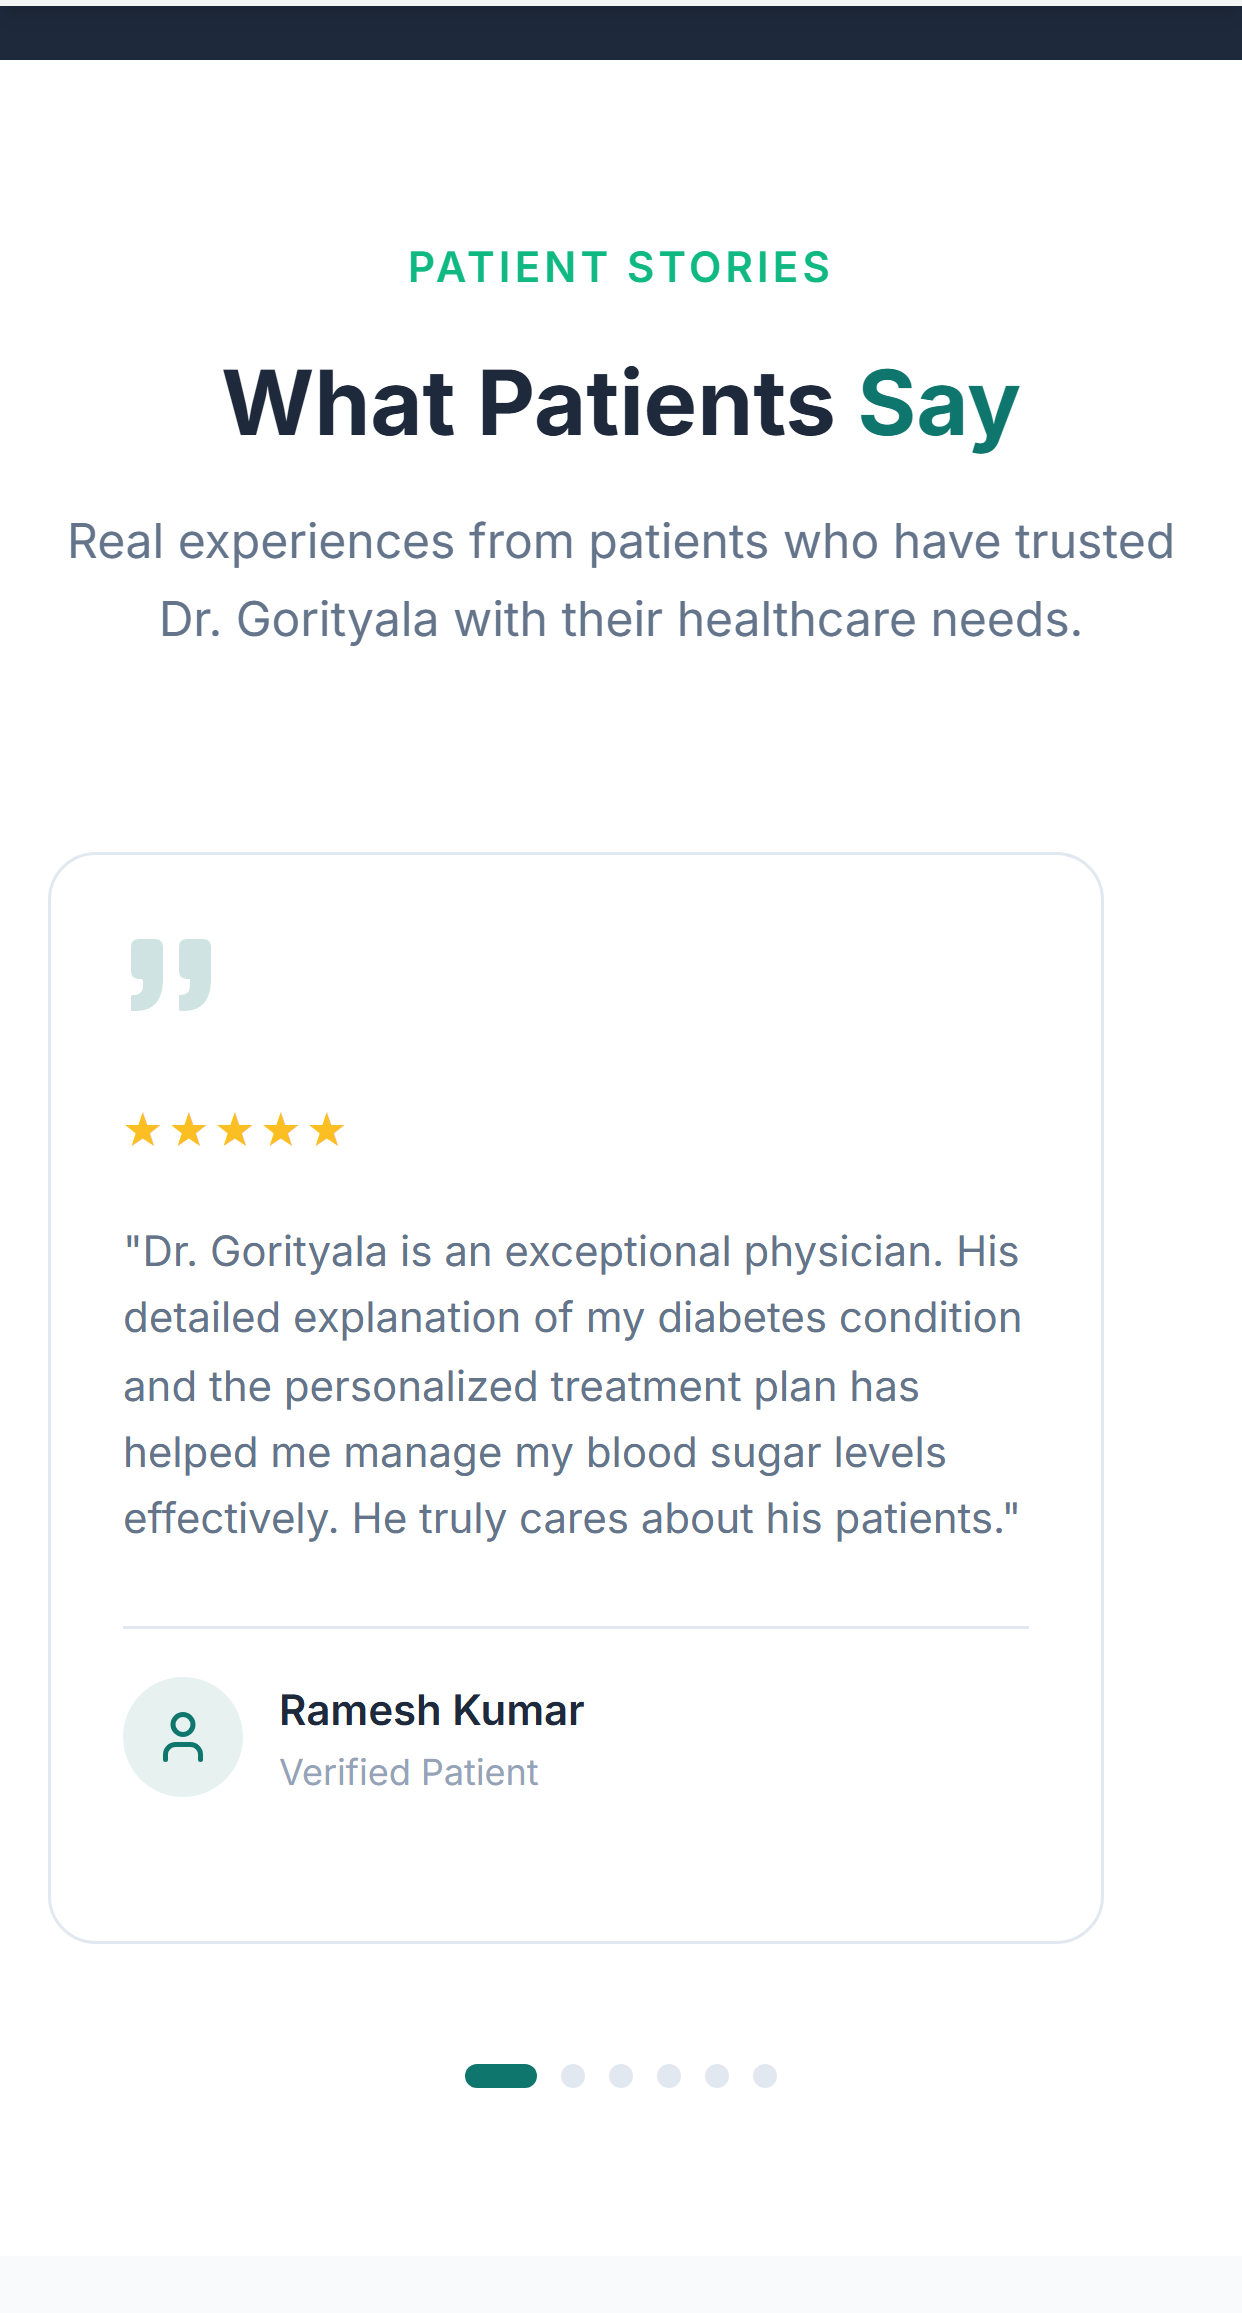 PATIENT STORIES
What Patients Say
Real experiences from patients who have trusted
Dr. Gorityala with their healthcare needs.
"Dr. Gorityala is an exceptional physician. His
detailed explanation of my diabetes condition
and the personalized treatment plan has
helped me manage my blood sugar levels
effectively. He truly cares about his patients."
Ramesh Kumar
Verified Patient